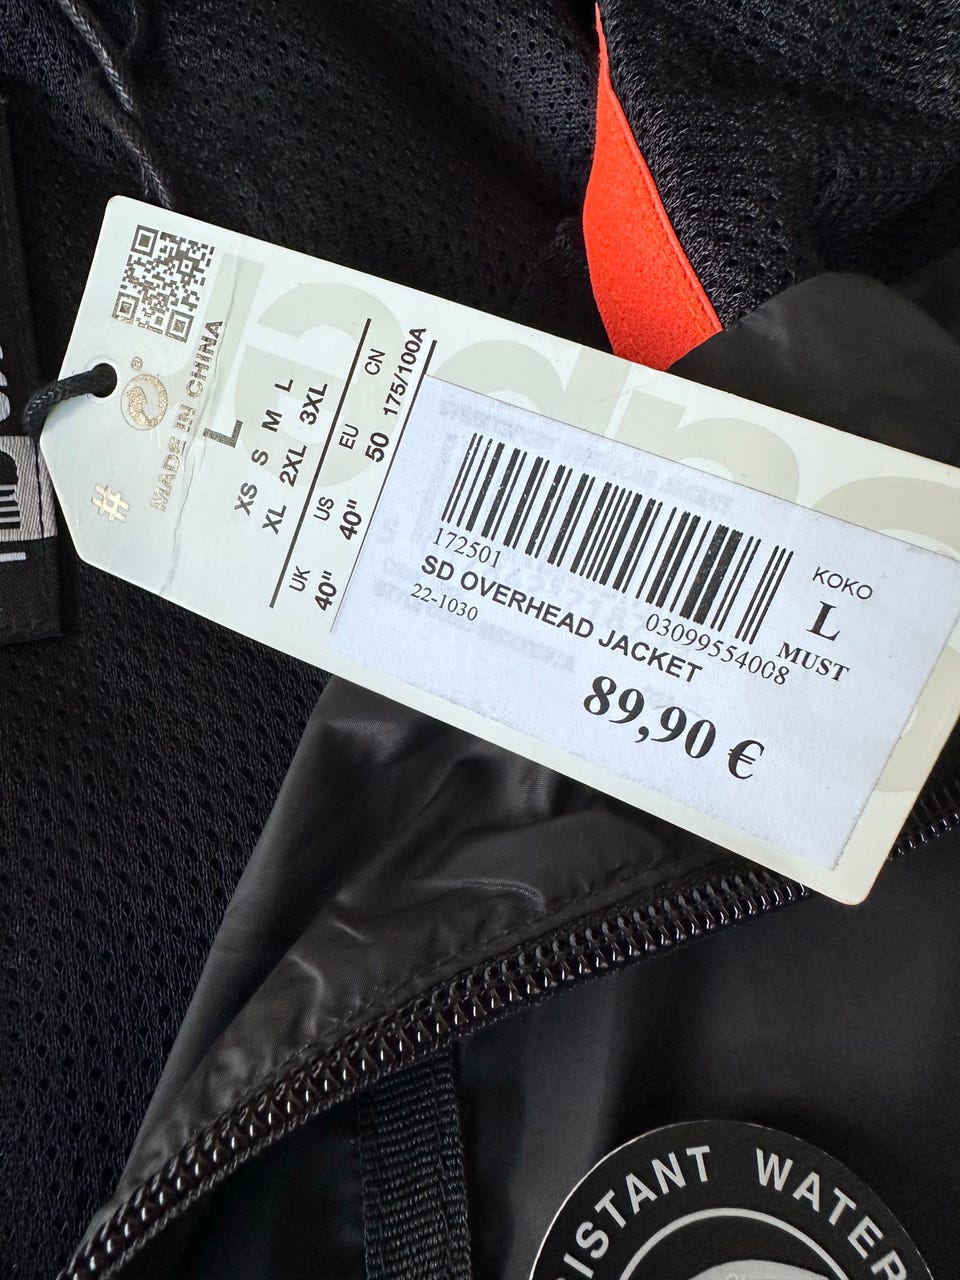 MADE IN CHINA
#
L
XS S M L
XL 2XL 3XL
UK US EU CN
40" 40" 50 175/100A
172501
03099554008
SD OVERHEAD JACKET
22-1030
KOKO
L
MUST
89,90 €
ISTANT WATER